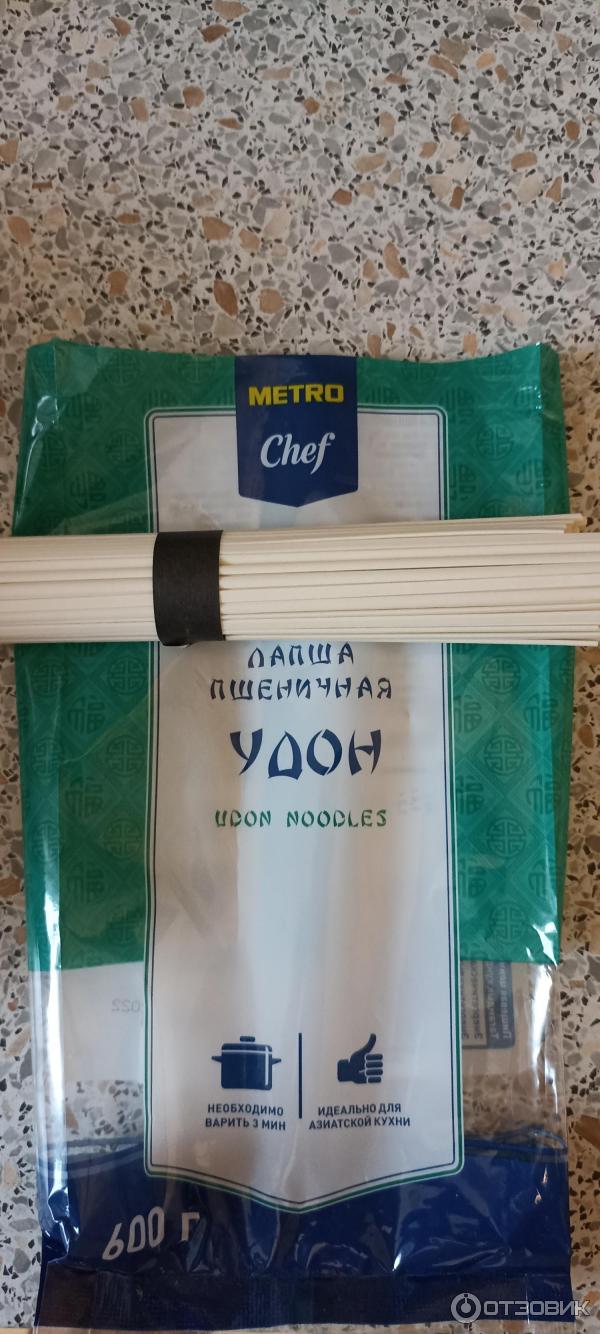 METRO
Chef
ЛАПША
ПШЕНИЧНАЯ
УДОН
UDON NOODLES
НЕОБХОДИМО
ВАРИТЬ 3 МИН
ИДЕАЛЬНО ДЛЯ
АЗИАТСКОЙ КУХНИ
600 Г
ОТЗОВИК